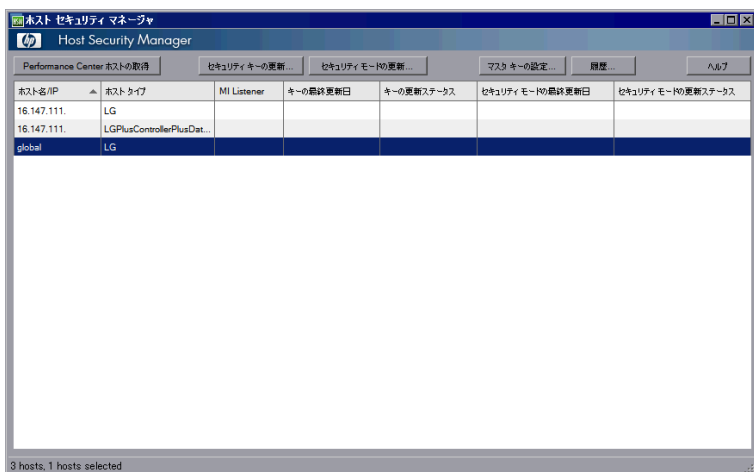 ホスト セキュリティ マネージャ
hp Host Security Manager
Performance Center ホストの取得 セキュリティ キーの更新... セキュリティ モードの更新... マスタ キーの設定... 履歴... ヘルプ
ホスト名/IP ホスト タイプ MI Listener キーの最終更新日 キーの更新ステータス セキュリティ モードの最終更新日 セキュリティ モードの更新ステータス
16.147.111. LG
16.147.111. LGPlusControllerPlusDat...
global LG
3 hosts, 1 hosts selected